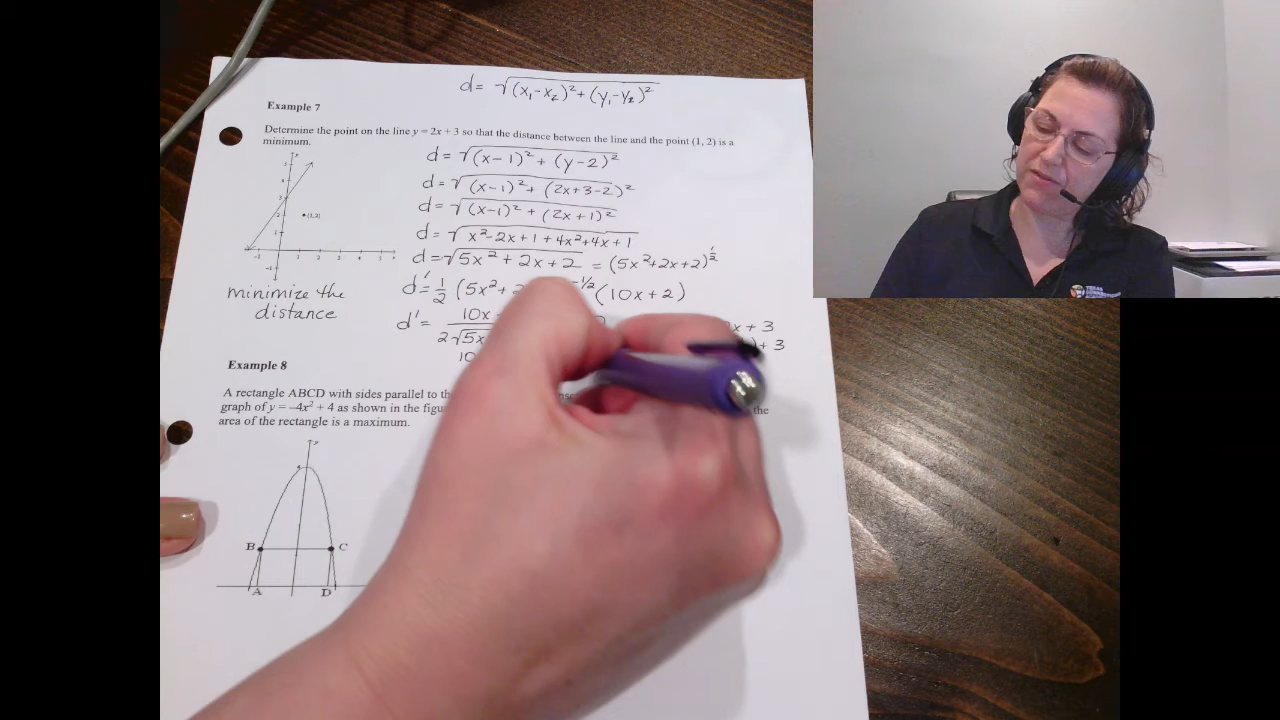 d = √(x₁-x₂)² + (y₁-y₂)²
Example 7
Determine the point on the line y = 2x + 3 so that the distance between the line and the point (1, 2) is a
minimum.
d = √(x-1)² + (y-2)²
d = √(x-1)² + (2x+3-2)²
d = √(x-1)² + (2x+1)²
d = √x²-2x+1+4x²+4x+1
d = √5x²+2x+2 = (5x²+2x+2)^½
(1,2)
minimize the
distance
d' = ½ (5x²+ -1/2 (10x+2)
d' = 10x
2√5x
x + 3
+ 3
10
Example 8
A rectangle ABCD with sides parallel to
graph of y = –4x² + 4 as shown in the the
area of the rectangle is a maximum.
y
B C
A D